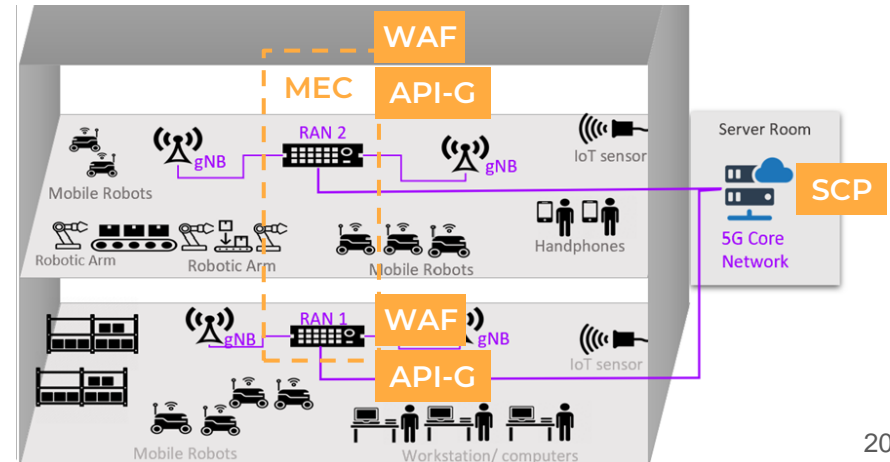 WAF
MEC
API-G
RAN 2
gNB
gNB
IoT sensor
Mobile Robots
Robotic Arm
Robotic Arm
Mobile Robots
Handphones
Server Room
SCP
5G Core
Network
RAN 1
WAF
gNB
gNB
IoT sensor
API-G
Mobile Robots
Workstation/ computers
20